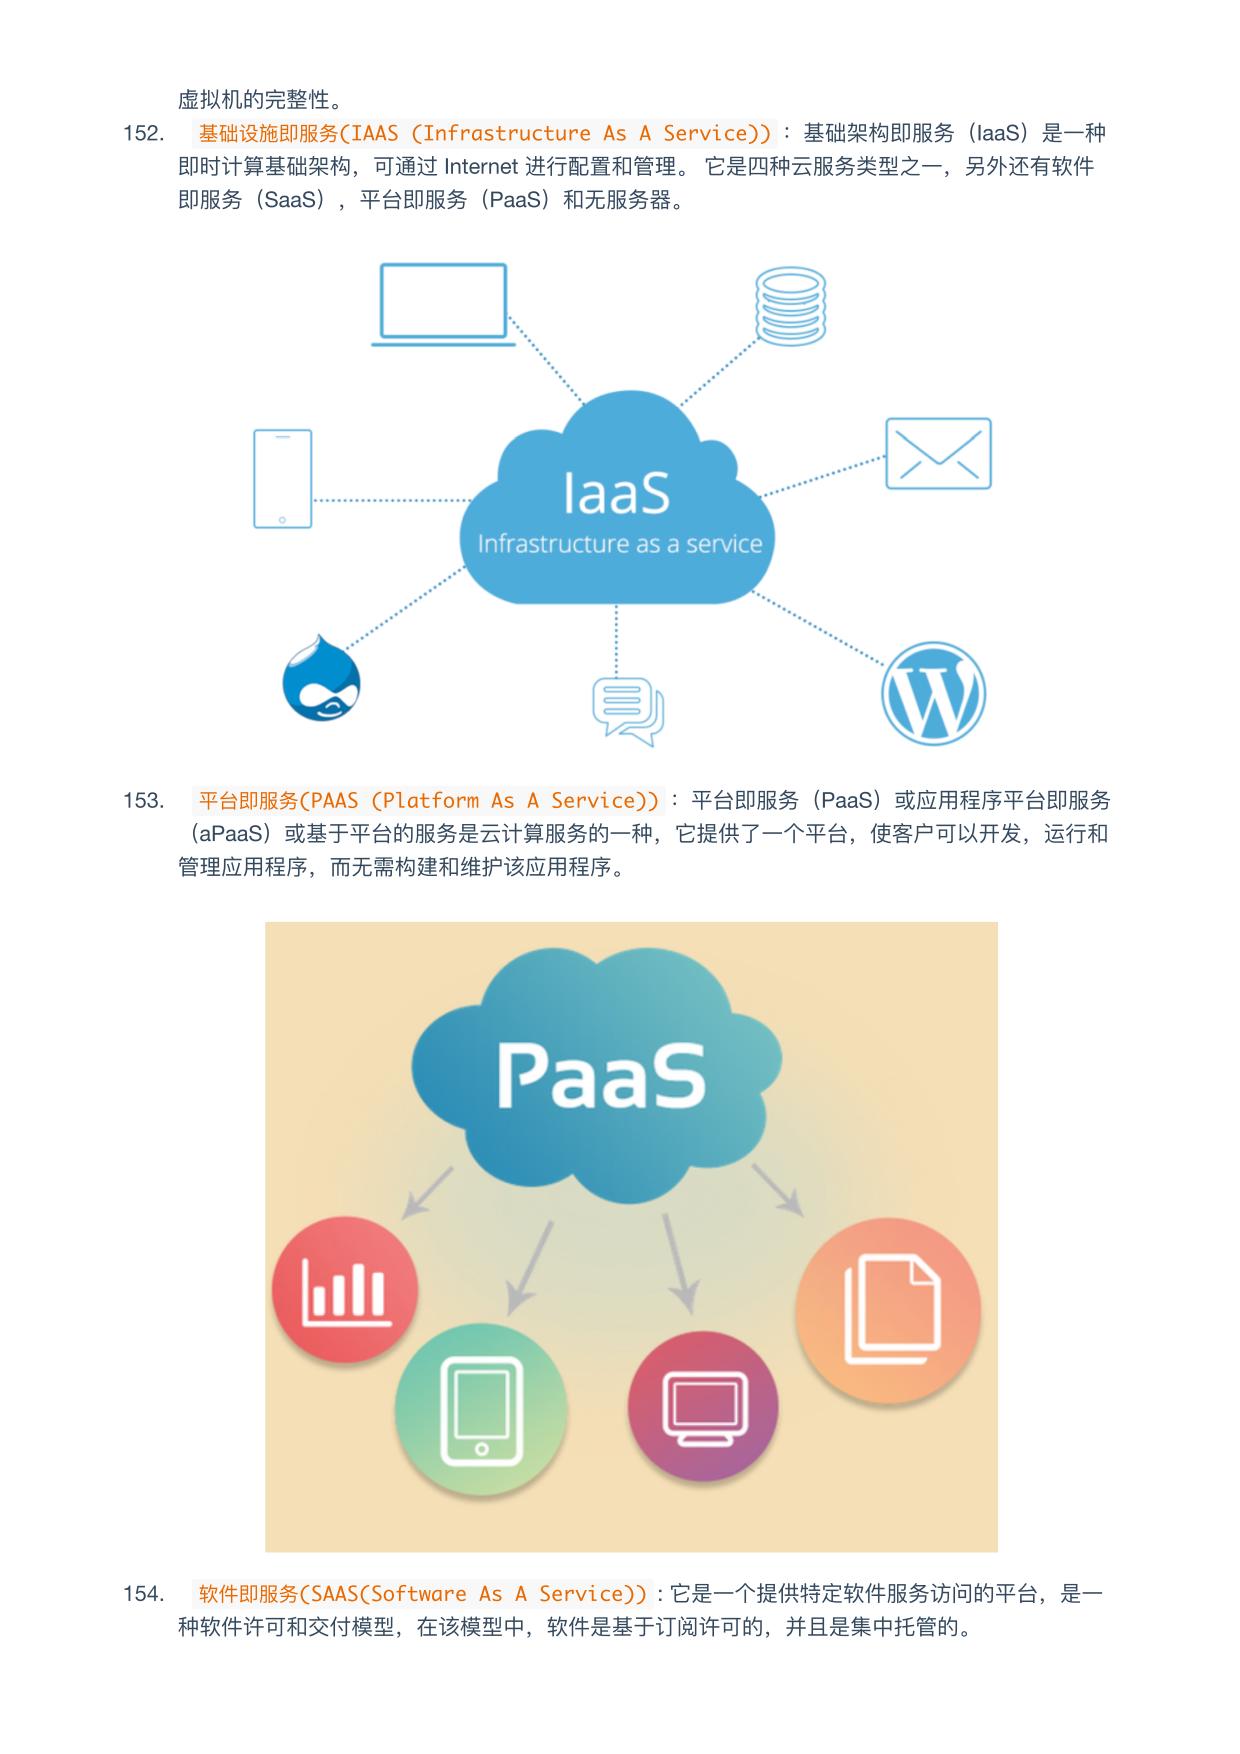 虚拟机的完整性。
152. 基础设施即服务(IAAS (Infrastructure As A Service)) ：基础架构即服务（IaaS）是一种
即时计算基础架构，可通过 Internet 进行配置和管理。 它是四种云服务类型之一，另外还有软件
即服务（SaaS），平台即服务（PaaS）和无服务器。
IaaS
Infrastructure as a service
153. 平台即服务(PAAS (Platform As A Service)) ：平台即服务（PaaS）或应用程序平台即服务
（aPaaS）或基于平台的服务是云计算服务的一种，它提供了一个平台，使客户可以开发，运行和
管理应用程序，而无需构建和维护该应用程序。
PaaS
154. 软件即服务(SAAS(Software As A Service)) : 它是一个提供特定软件服务访问的平台，是一
种软件许可和交付模型，在该模型中，软件是基于订阅许可的，并且是集中托管的。